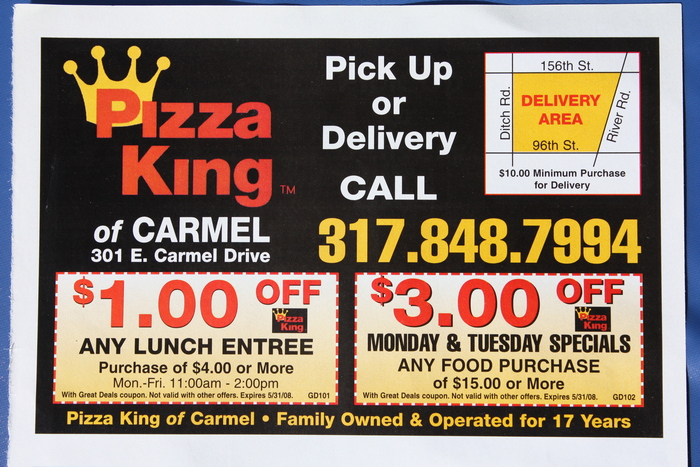 Pizza
King TM
of CARMEL
301 E. Carmel Drive
Pick Up
or
Delivery
CALL
317.848.7994
156th St.
Ditch Rd.
DELIVERY
AREA
River Rd.
96th St.
$10.00 Minimum Purchase
for Delivery
$1.00 OFF
Pizza
King
ANY LUNCH ENTREE
Purchase of $4.00 or More
Mon.-Fri. 11:00am - 2:00pm
With Great Deals coupon. Not valid with other offers. Expires 5/31/08. GD101
$3.00 OFF
Pizza
King
MONDAY & TUESDAY SPECIALS
ANY FOOD PURCHASE
of $15.00 or More
With Great Deals coupon. Not valid with other offers. Expires 5/31/08. GD102
Pizza King of Carmel • Family Owned & Operated for 17 Years